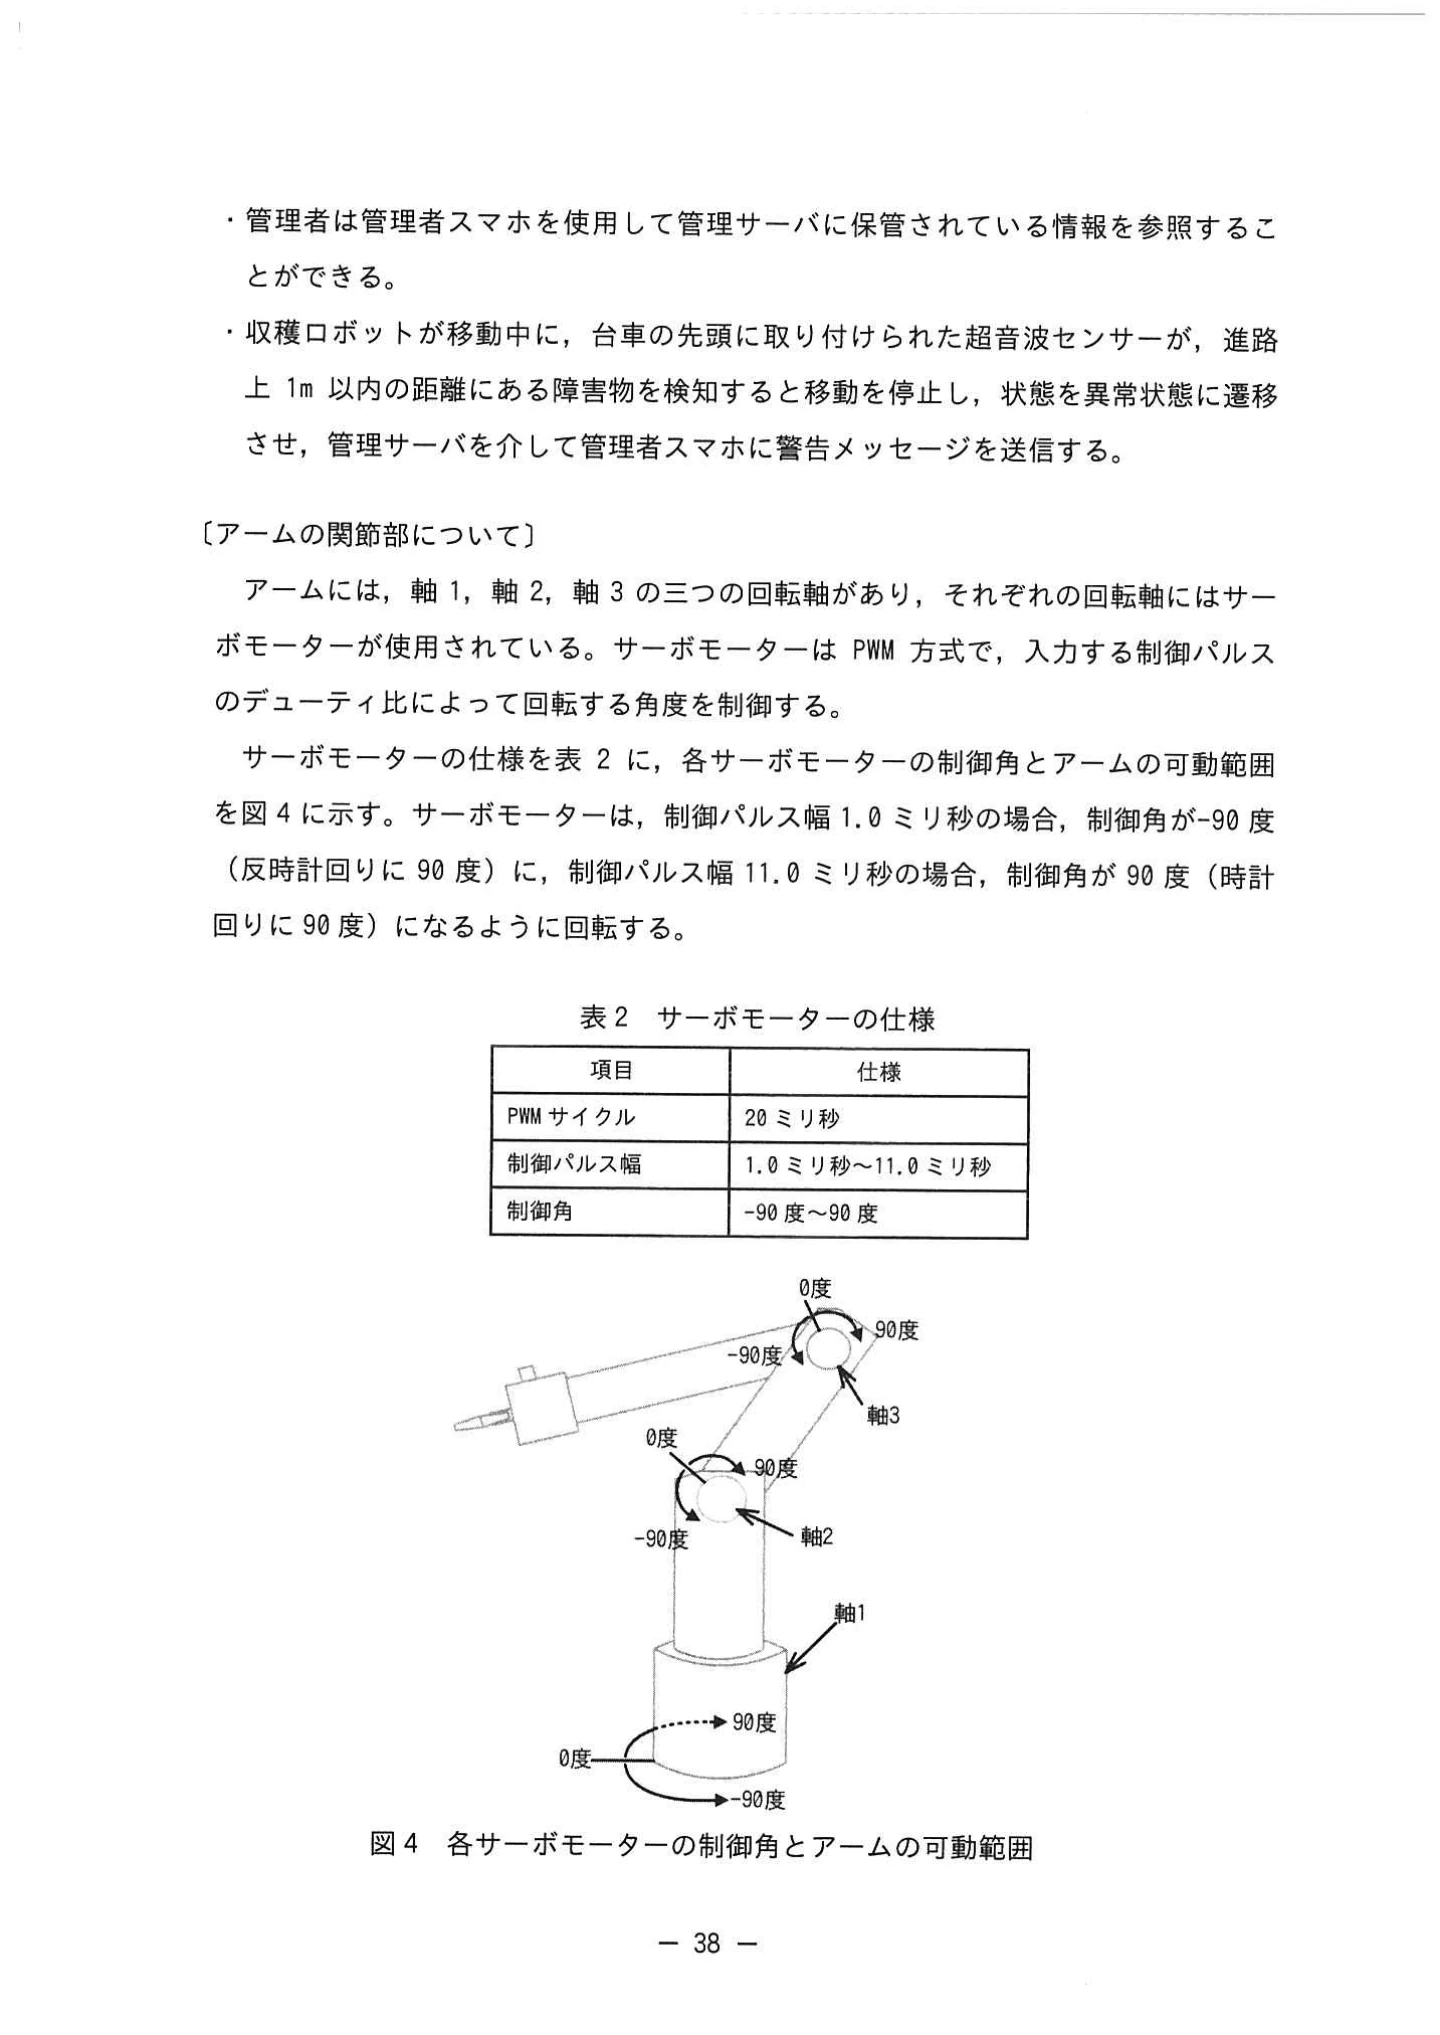 ・管理者は管理者スマホを使用して管理サーバに保管されている情報を参照するこ
とができる。
・収穫ロボットが移動中に，台車の先頭に取り付けられた超音波センサーが，進路
上 1m 以内の距離にある障害物を検知すると移動を停止し，状態を異常状態に遷移
させ，管理サーバを介して管理者スマホに警告メッセージを送信する。
〔アームの関節部について〕
アームには，軸 1，軸 2，軸 3 の三つの回転軸があり，それぞれの回転軸にはサー
ボモーターが使用されている。サーボモーターは PWM 方式で，入力する制御パルス
のデューティ比によって回転する角度を制御する。
サーボモーターの仕様を表 2 に，各サーボモーターの制御角とアームの可動範囲
を図 4 に示す。サーボモーターは，制御パルス幅 1.0 ミリ秒の場合，制御角が-90 度
（反時計回りに 90 度）に，制御パルス幅 11.0 ミリ秒の場合，制御角が 90 度（時計
回りに 90 度）になるように回転する。
表 2　サーボモーターの仕様
項目　仕様
PWM サイクル　20 ミリ秒
制御パルス幅　1.0 ミリ秒～11.0 ミリ秒
制御角　-90 度～90 度
0度
90度
-90度
軸3
0度
90度
-90度
軸2
軸1
90度
0度
-90度
図 4　各サーボモーターの制御角とアームの可動範囲
－ 38 －